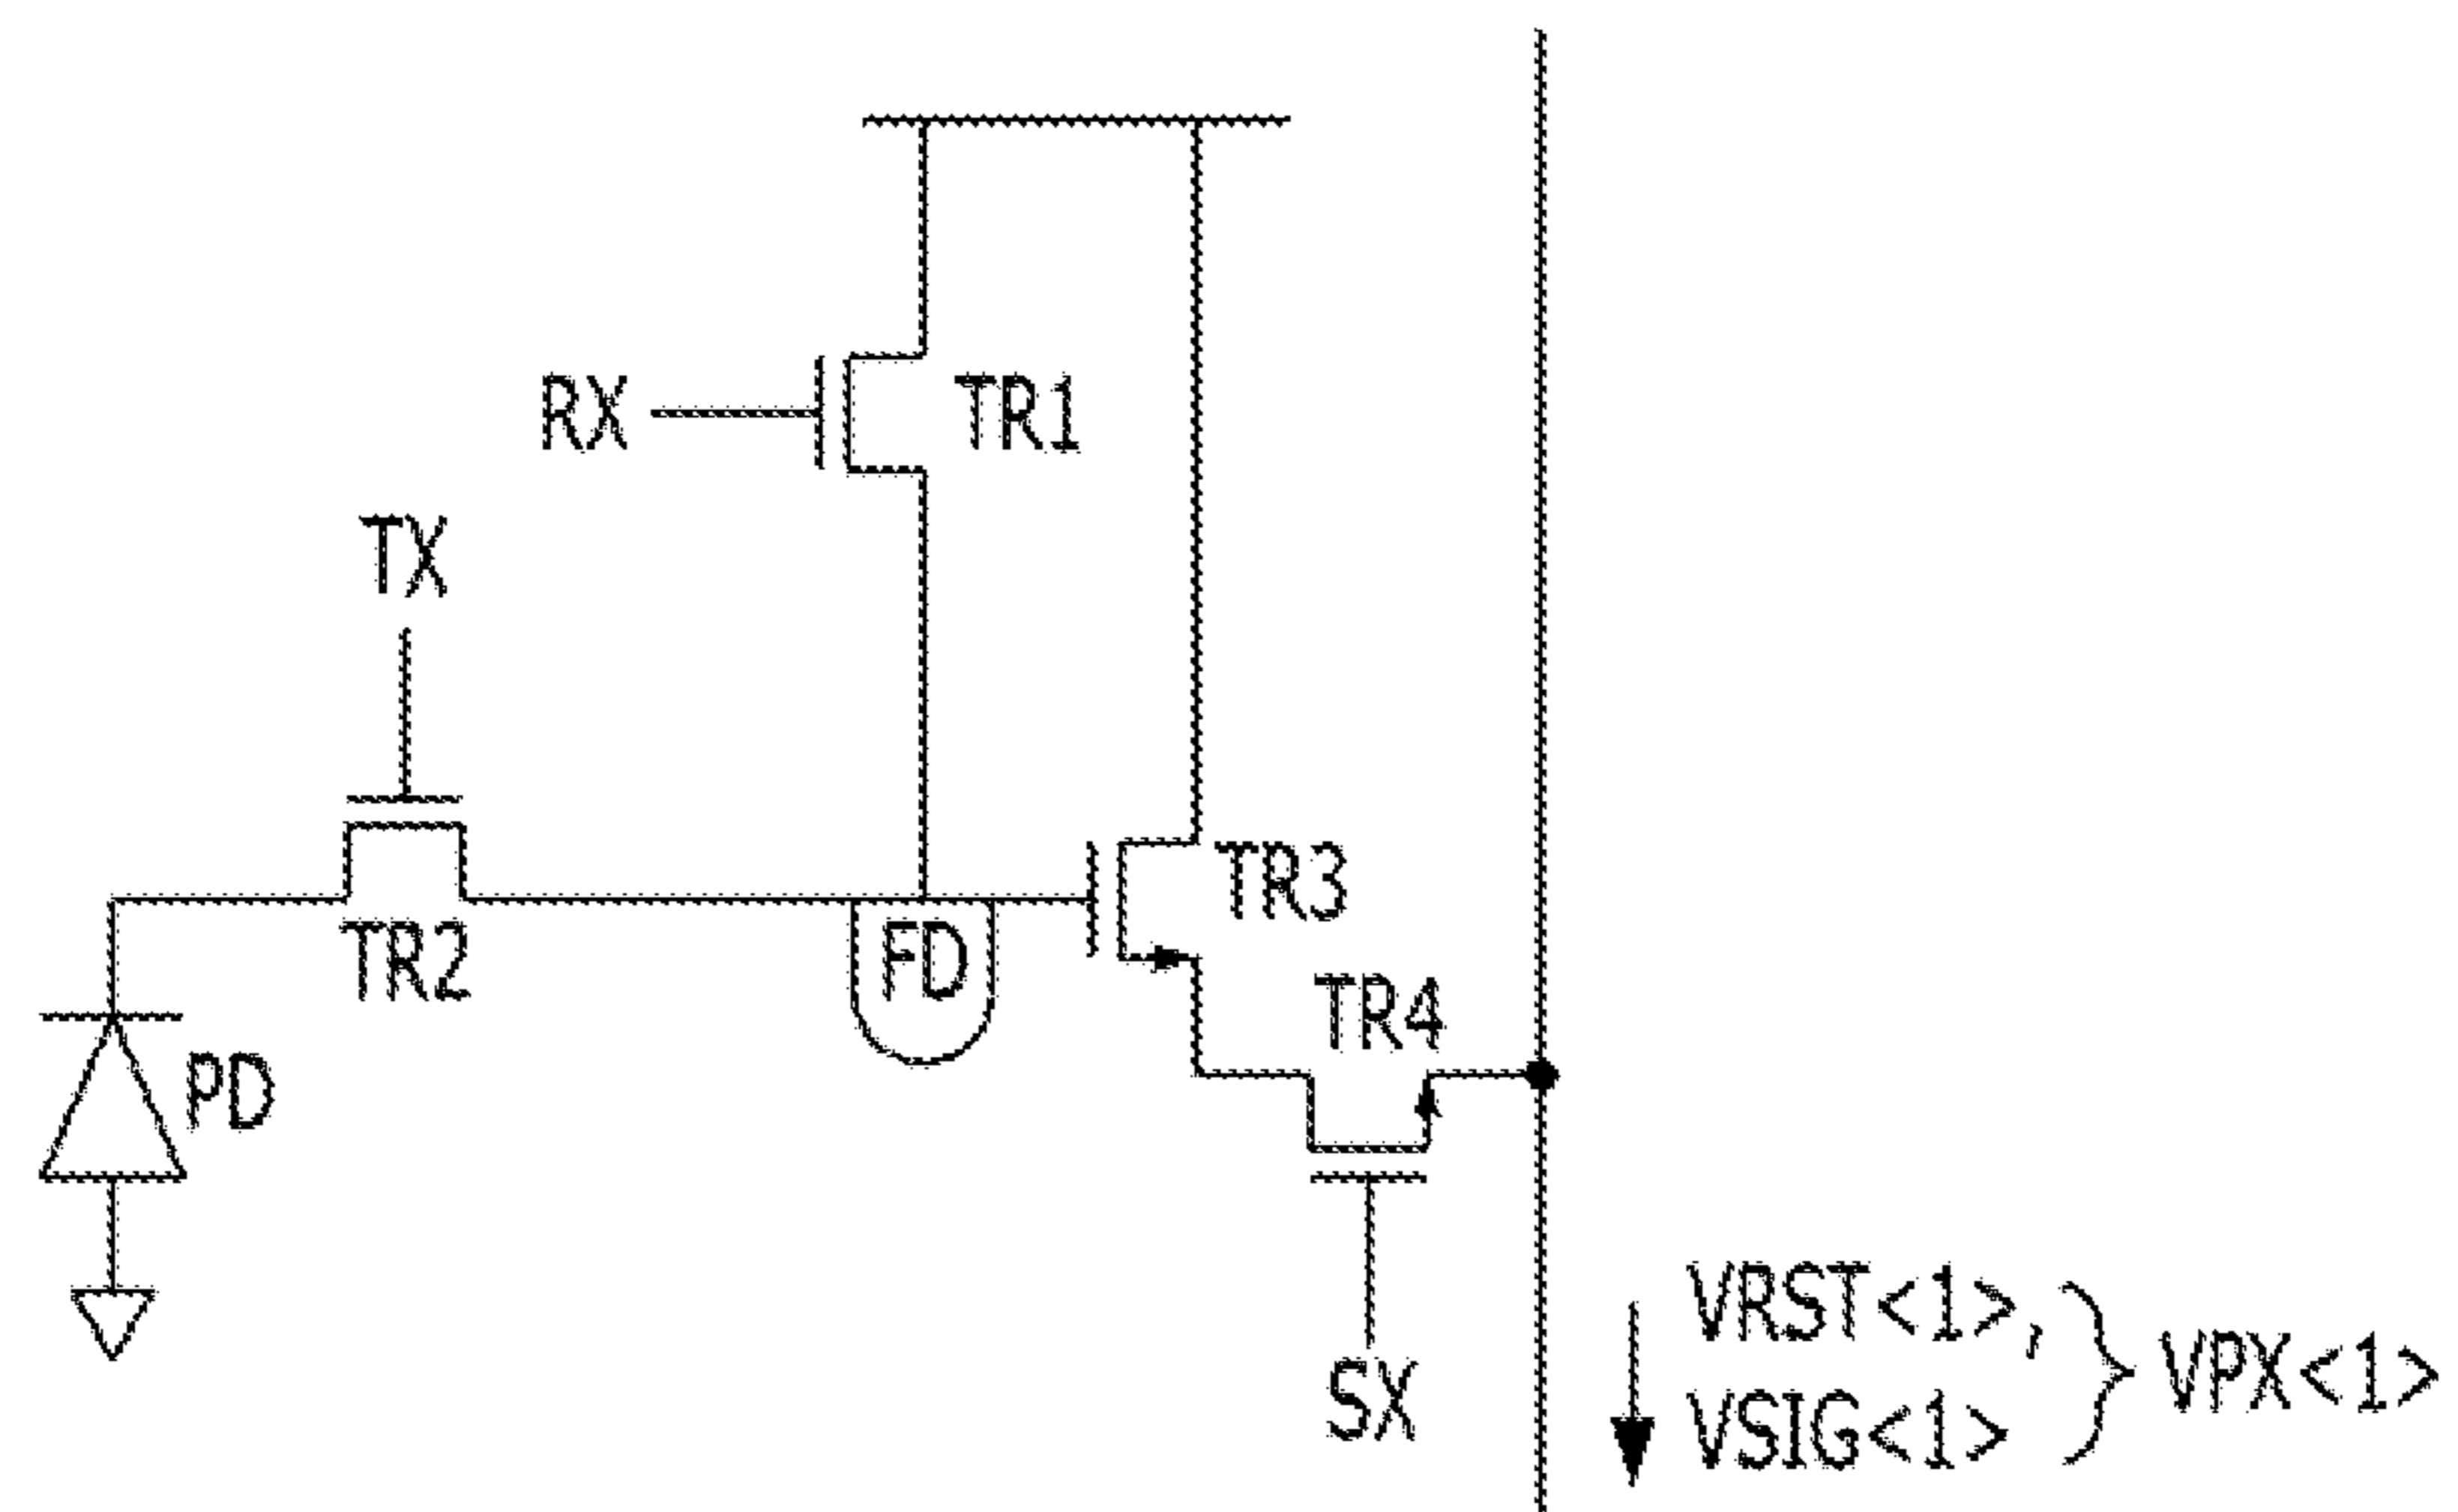 RX
TR1
TX
TR3
TR2
FD
TR4
PD
VRST<1>,
VPX<1>
SX
VSIG<1>